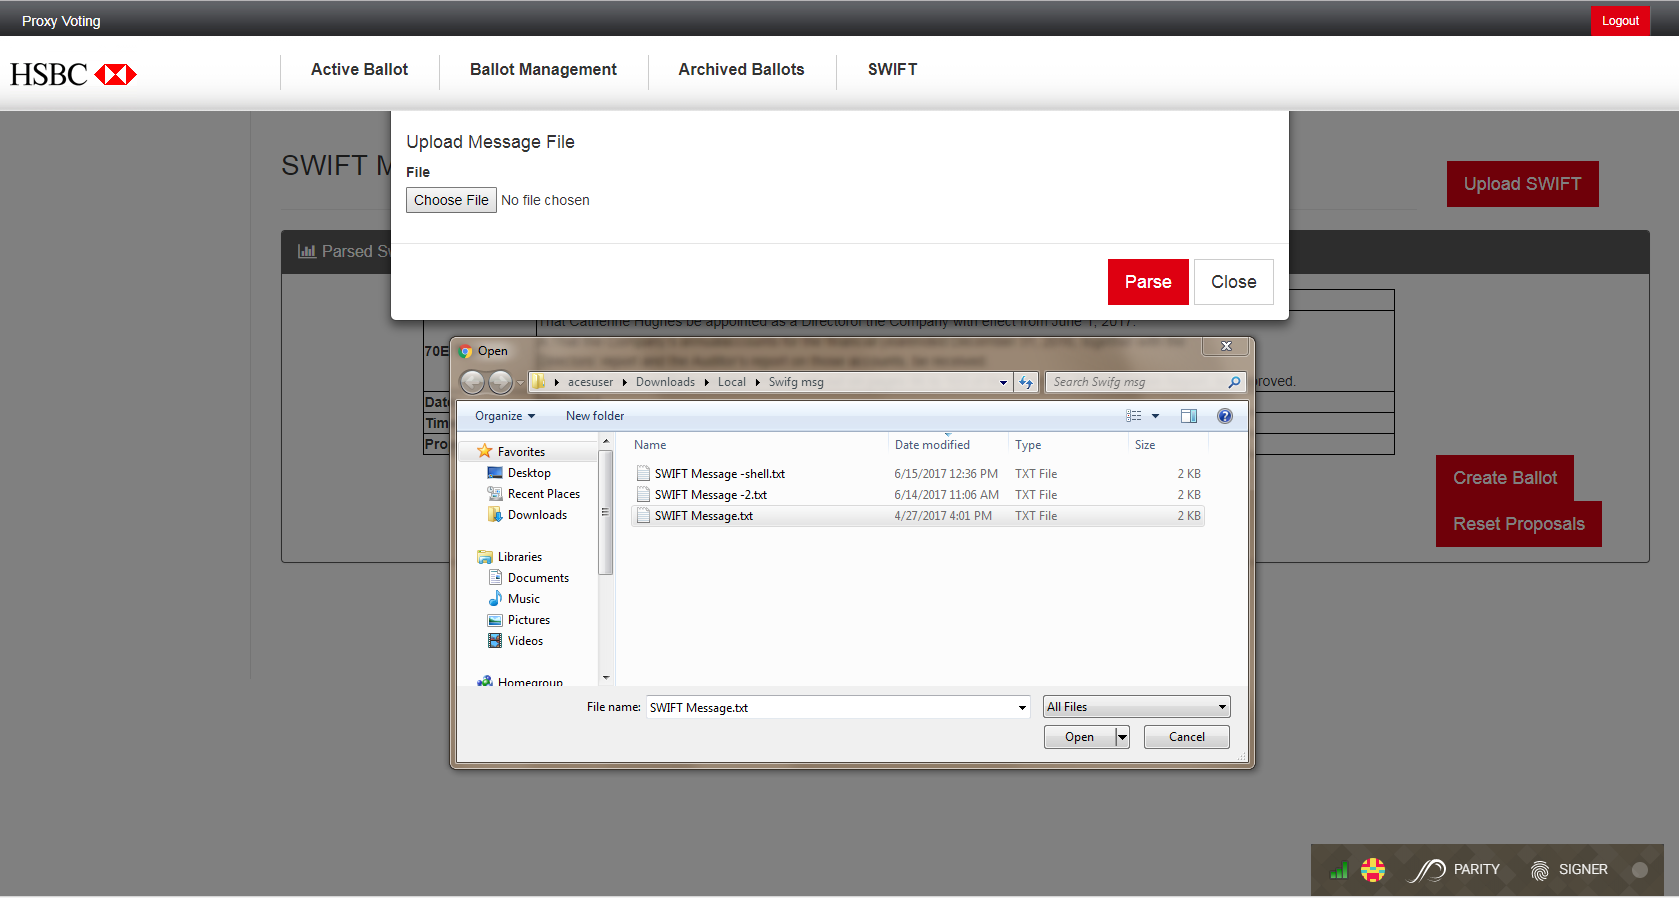 Proxy Voting
Logout
HSBC
Active Ballot
Ballot Management
Archived Ballots
SWIFT
Upload Message File
File
Choose File No file chosen
Parse
Close
SWIFT M
Upload SWIFT
Parsed Sw
That Catherine Hughes be appointed as a Directorof the Company with effect from June 1, 2017.
70E
proved.
Date
Tim
Pro
Create Ballot
Reset Proposals
Open
acesuser
Downloads
Local
Swifg msg
Search Swifg msg
Organize
New folder
Name
Date modified
Type
Size
Favorites
Desktop
Recent Places
Downloads
Libraries
Documents
Music
Pictures
Videos
Homegroup
SWIFT Message -shell.txt 6/15/2017 12:36 PM TXT File 2 KB
SWIFT Message -2.txt 6/14/2017 11:06 AM TXT File 2 KB
SWIFT Message.txt 4/27/2017 4:01 PM TXT File 2 KB
File name: SWIFT Message.txt
All Files
Open
Cancel
PARITY
SIGNER